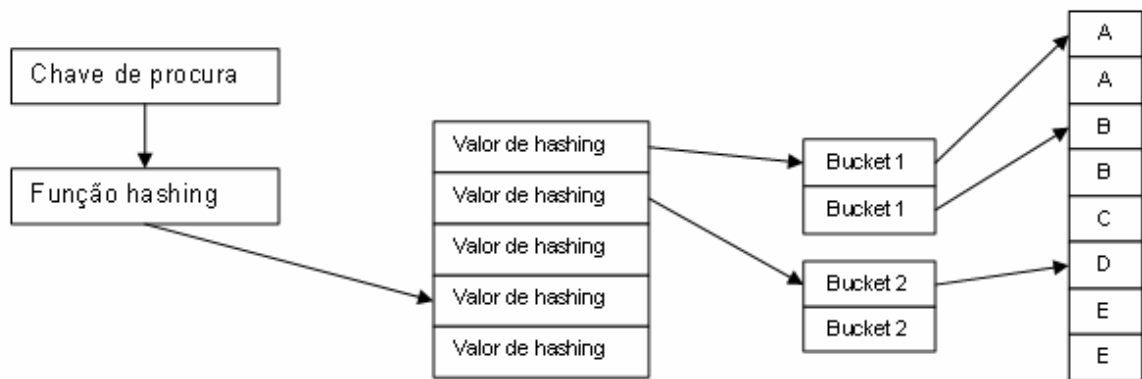 Chave de procura
Função hashing
Valor de hashing
Valor de hashing
Valor de hashing
Valor de hashing
Valor de hashing
Bucket 1
Bucket 1
Bucket 2
Bucket 2
A
A
B
B
C
D
E
E